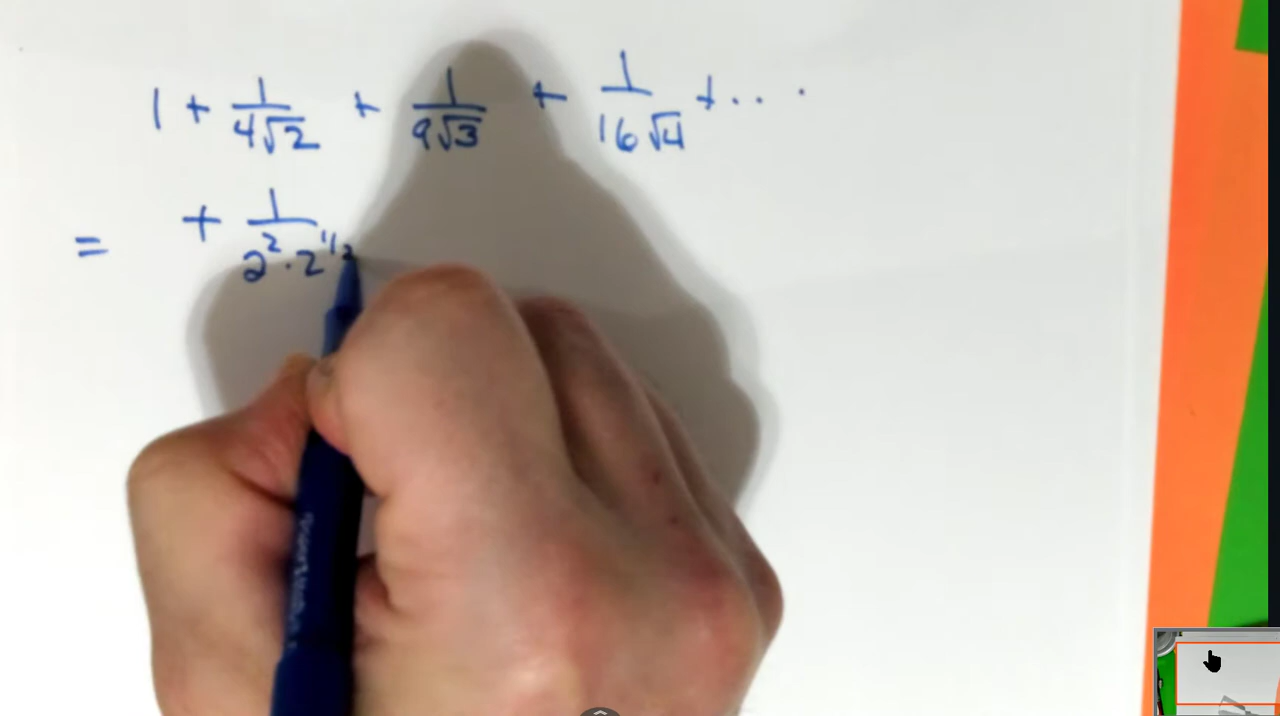 1 + 1/4√2 + 1/9√3 + 1/16√4 + ...
= + 1/2²·2^1/2